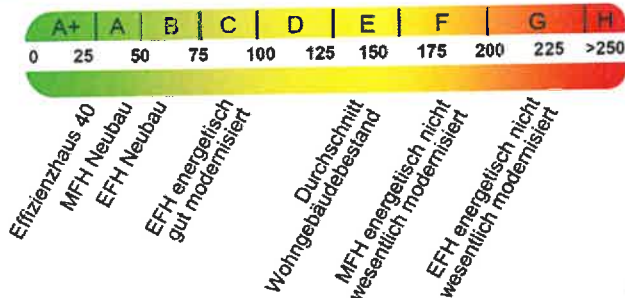 A+ A B C D E F G H
0 25 50 75 100 125 150 175 200 225 >250
Effizienzhaus 40
MFH Neubau
EFH Neubau
EFH energetisch
gut modernisiert
Durchschnitt
Wohngebäudebestand
MFH energetisch nicht
wesentlich modernisiert
EFH energetisch nicht
wesentlich modernisiert